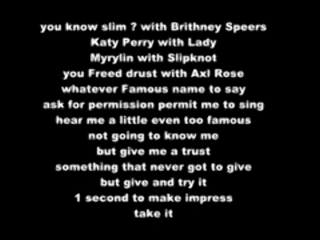 you know slim ? with Brithney Speers
Katy Perry with Lady
Myrylin with Slipknot
you Freed drust with Axl Rose
whatever Famous name to say
ask for permission permit me to sing
hear me a little even too famous
not going to know me
but give me a trust
something that never got to give
but give and try it
1 second to make impress
take it